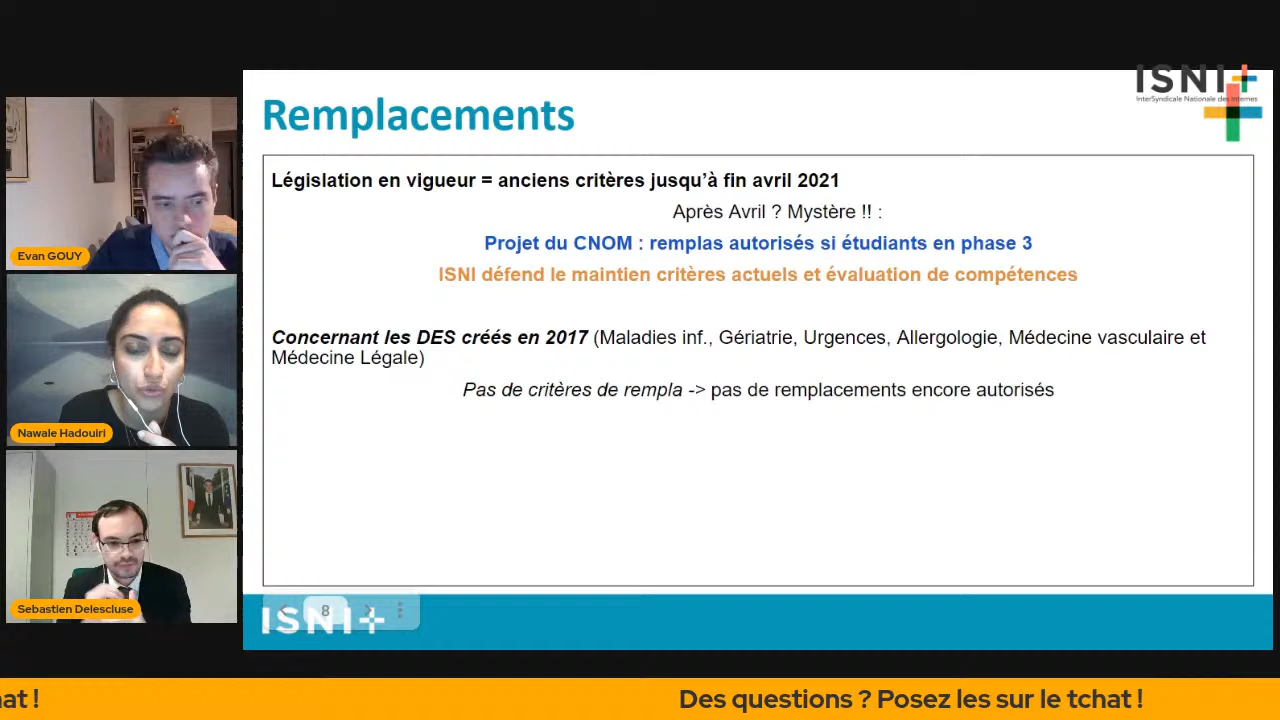 ISNI+
InterSyndicale Nationale des Internes
Remplacements
Législation en vigueur = anciens critères jusqu'à fin avril 2021
Après Avril ? Mystère !! :
Projet du CNOM : remplas autorisés si étudiants en phase 3
ISNI défend le maintien critères actuels et évaluation de compétences
Concernant les DES créés en 2017 (Maladies inf., Gériatrie, Urgences, Allergologie, Médecine vasculaire et
Médecine Légale)
Pas de critères de rempla -> pas de remplacements encore autorisés
Evan GOUY
Nawale Hadouiri
Sebastien Delescluse
8
ISNI+
hat !
Des questions ? Posez les sur le tchat !